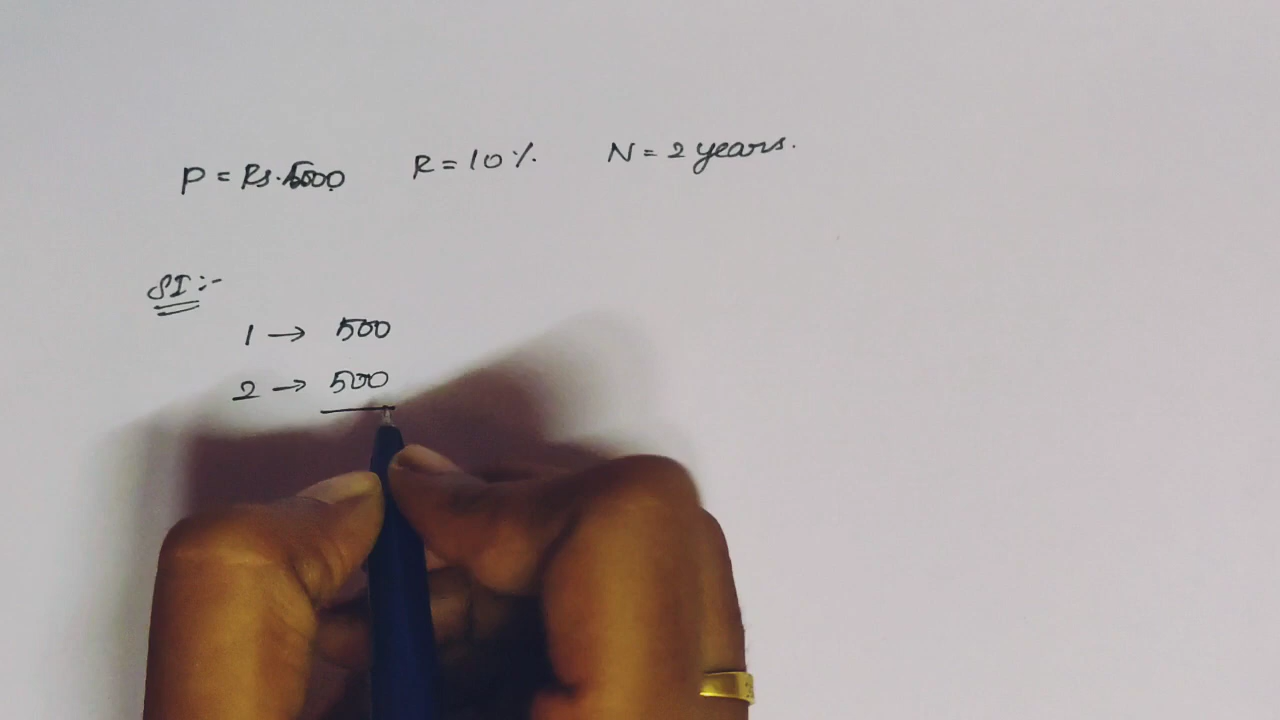 P = Rs. 5000 R = 10% N = 2 years.
SI :-
1 → 500
2 → 500